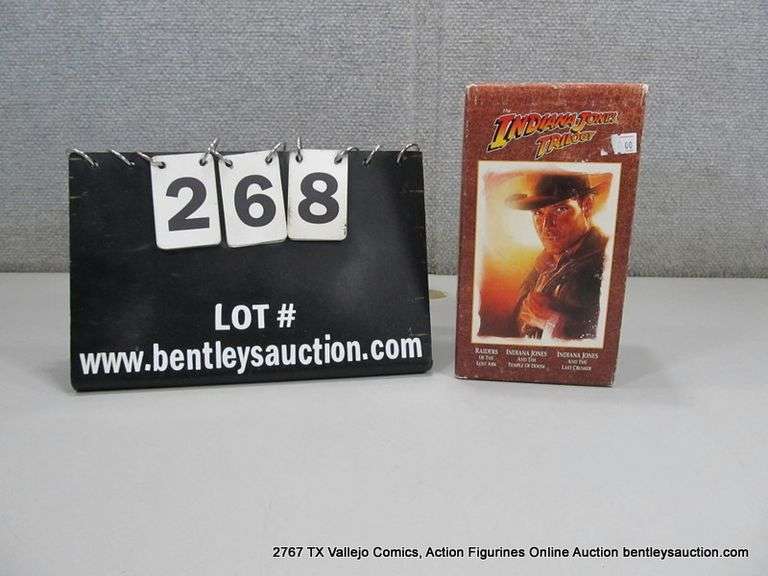 268
LOT #
www.bentleysauction.com
The
INDIANA JONES
TRILOGY
00
RAIDERS
OF THE
LOST ARK
INDIANA JONES
AND THE
TEMPLE OF DOOM
INDIANA JONES
AND THE
LAST CRUSADE
2767 TX Vallejo Comics, Action Figurines Online Auction bentleysauction.com